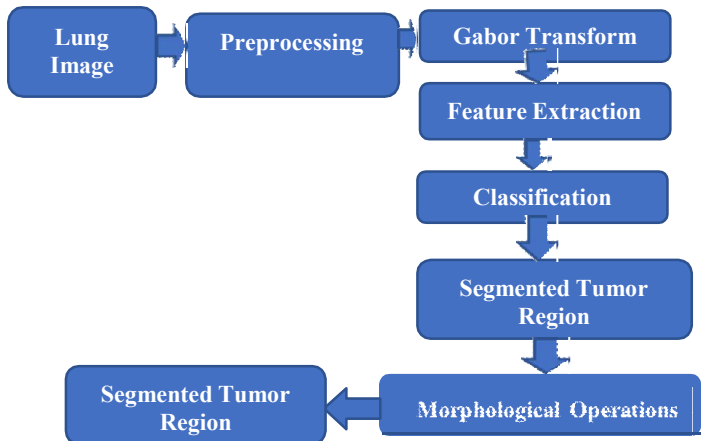 Lung
Image
Preprocessing
Gabor Transform
Feature Extraction
Classification
Segmented Tumor
Region
Morphological Operations
Segmented Tumor
Region